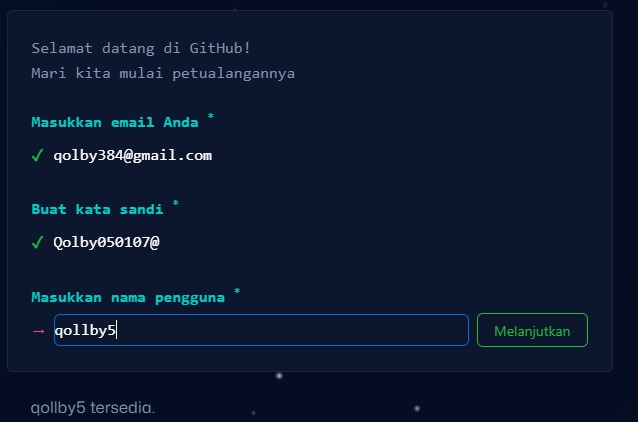 Selamat datang di GitHub!
Mari kita mulai petualangannya
Masukkan email Anda *
✓ qolby384@gmail.com
Buat kata sandi *
✓ Qolby050107@
Masukkan nama pengguna *
→ qollby5
Melanjutkan
qollby5 tersedia.